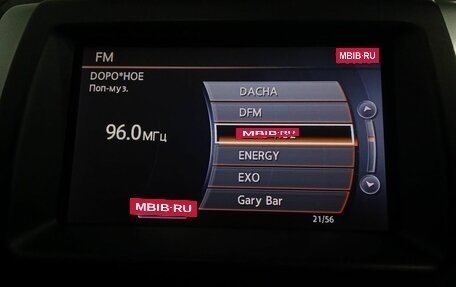 FM
MBIB.RU
DOPO*HOE
Поп-муз.
96.0МГц
DACHA
DFM
MBIB.RU
ENERGY
EXO
Gary Bar
MBIB.RU
21/56